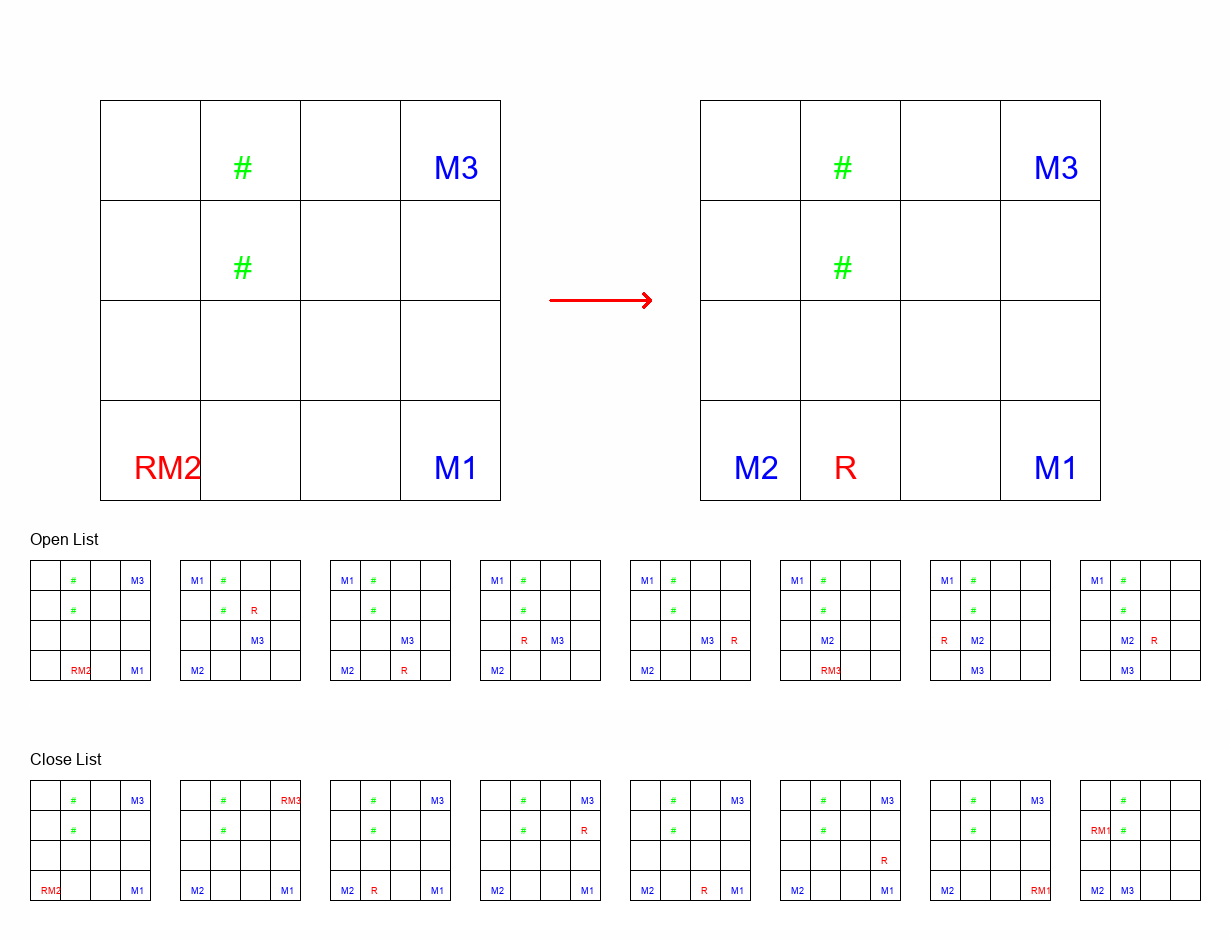 # M3 # M3
# #
RM2 M1 M2 R M1
Open List
# M3 M1 # M1 # M1 # M1 # M1 # M1 # M1 #
# # R # # # # # #
M3 M3 R M3 M3 R M2 R M2 M2 R
RM2 M1 M2 M2 R M2 M2 RM3 M3 M3
Close List
# M3 # RM3 # M3 # M3 # M3 # M3 # M3 #
# # # # R # # # RM1 #
R
RM2 M1 M2 M1 M2 R M1 M2 M1 M2 R M1 M2 M1 M2 RM1 M2 M3